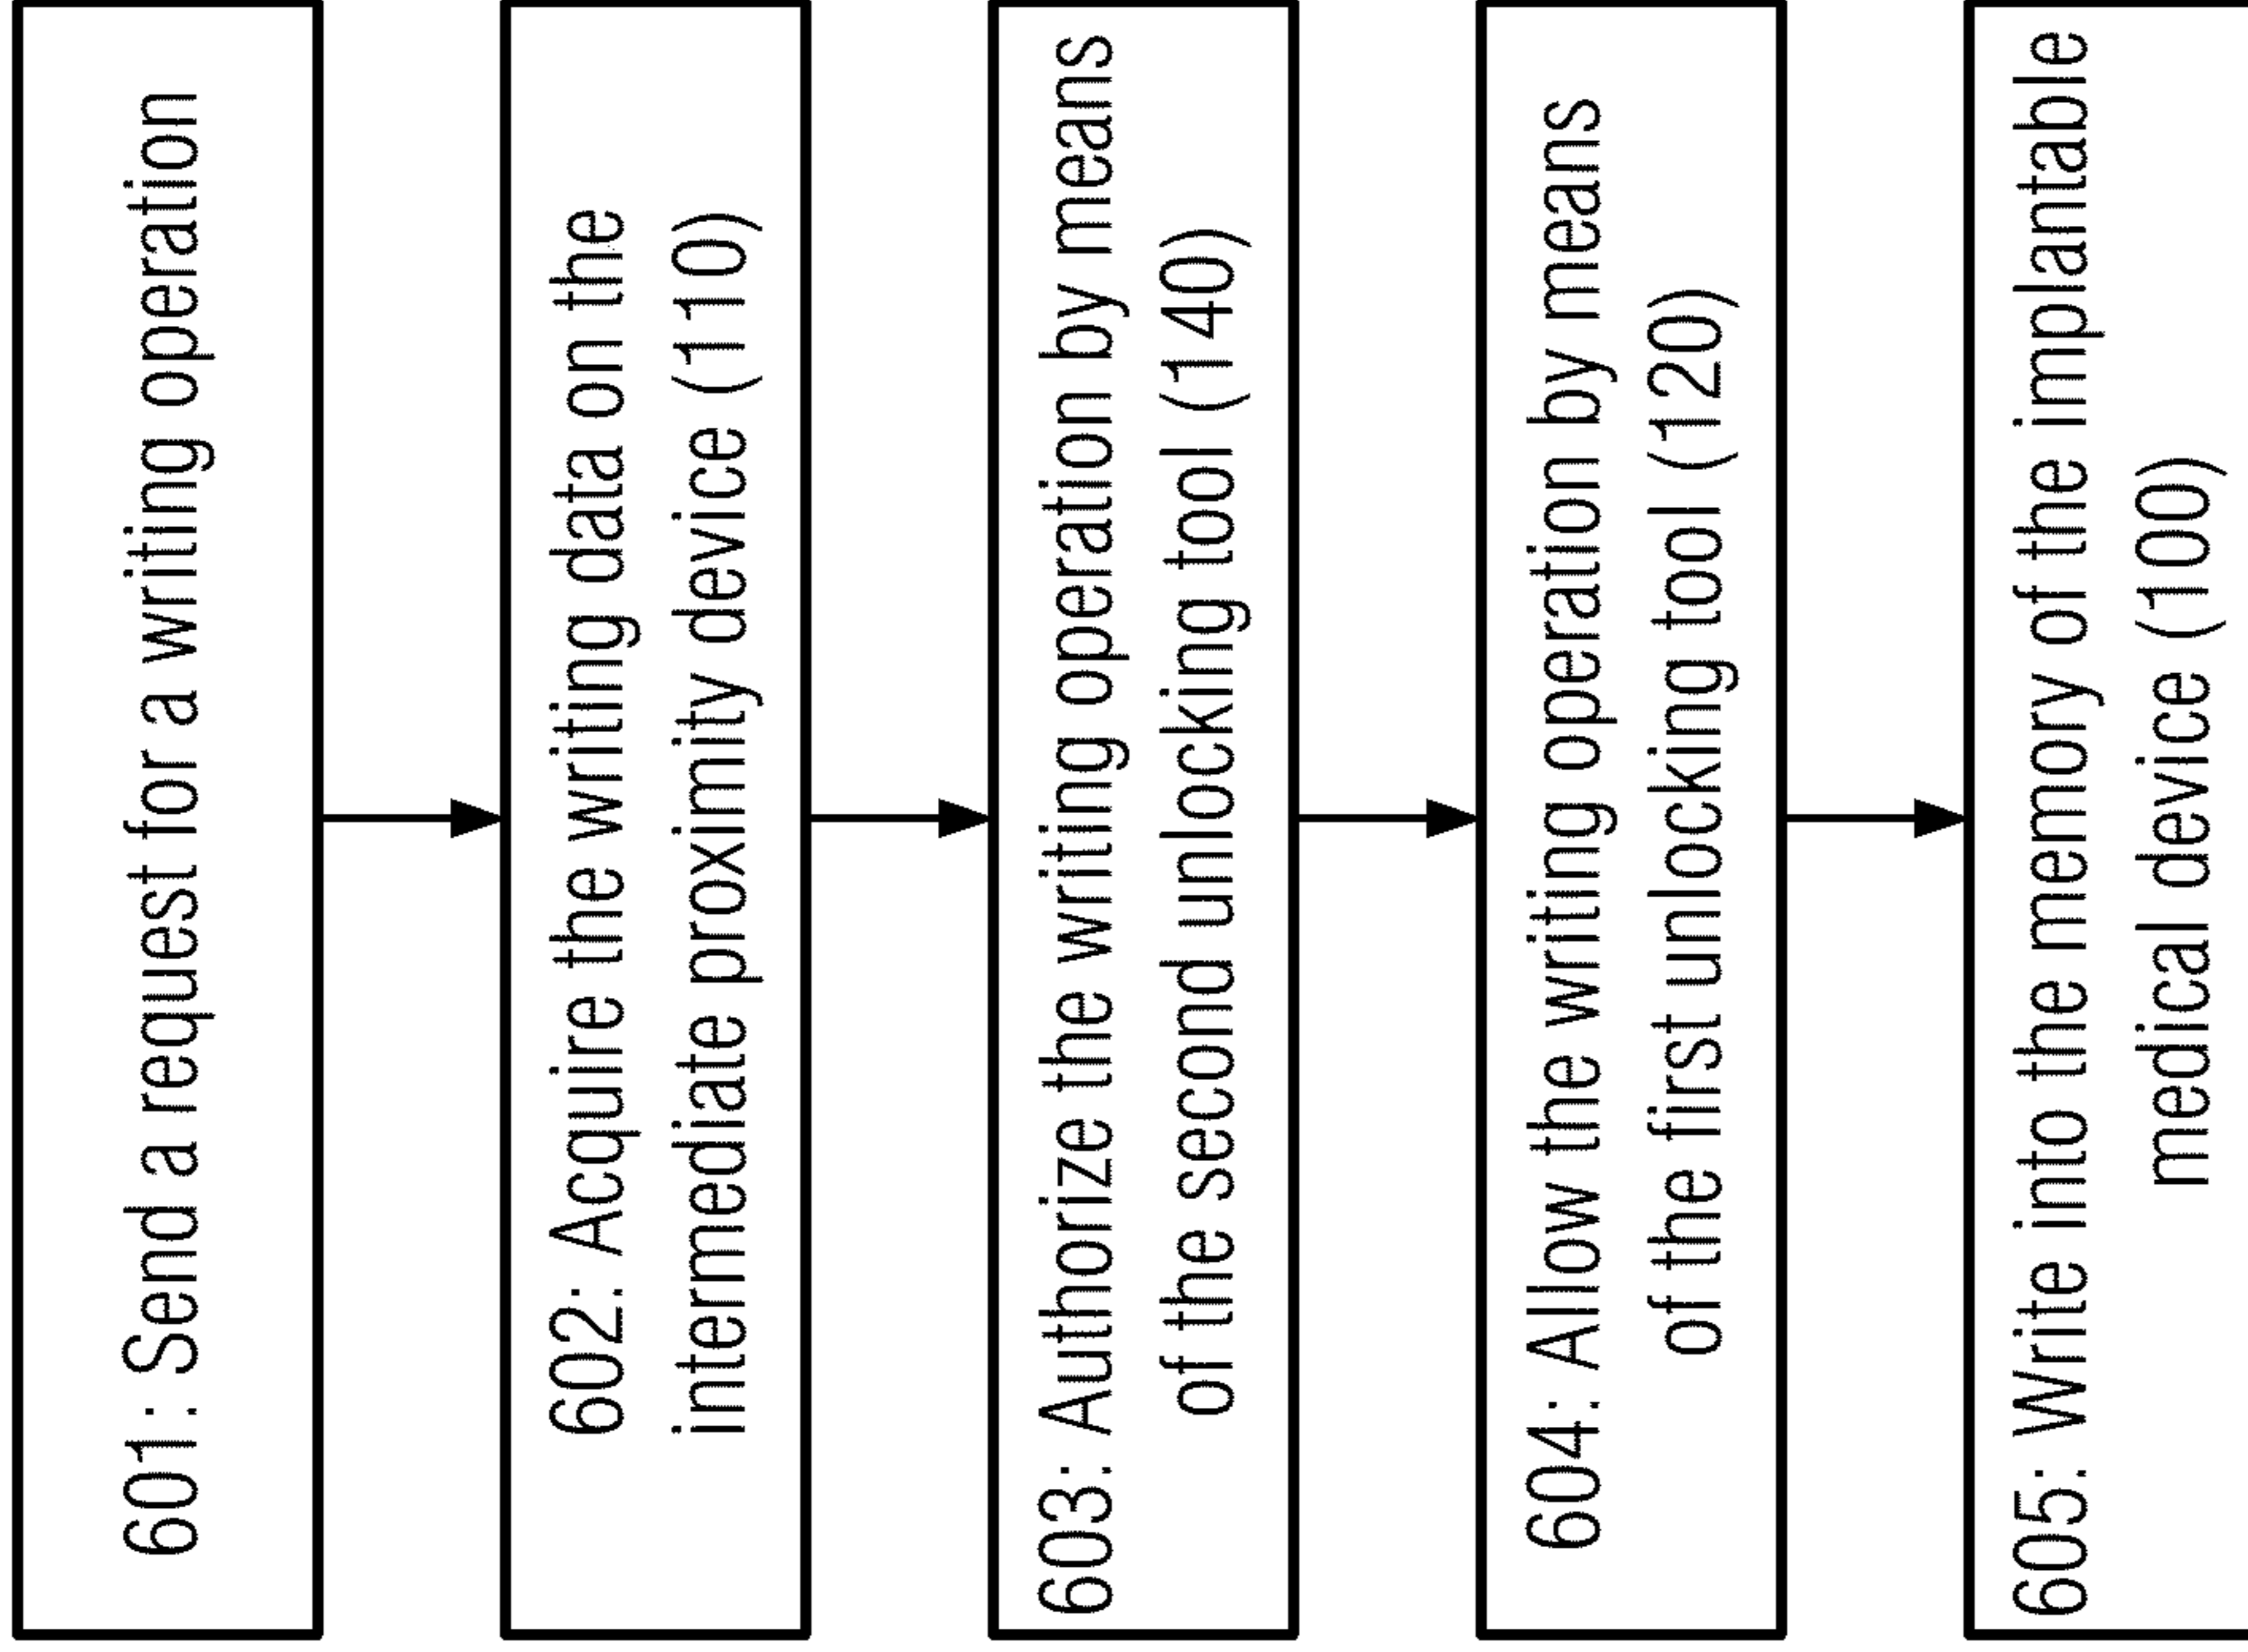 601: Send a request for a writing operation
602: Acquire the writing data on the
intermediate proximity device (110)
603: Authorize the writing operation by means
of the second unlocking tool (140)
604: Allow the writing operation by means
of the first unlocking tool (120)
605: Write into the memory of the implantable
medical device (100)